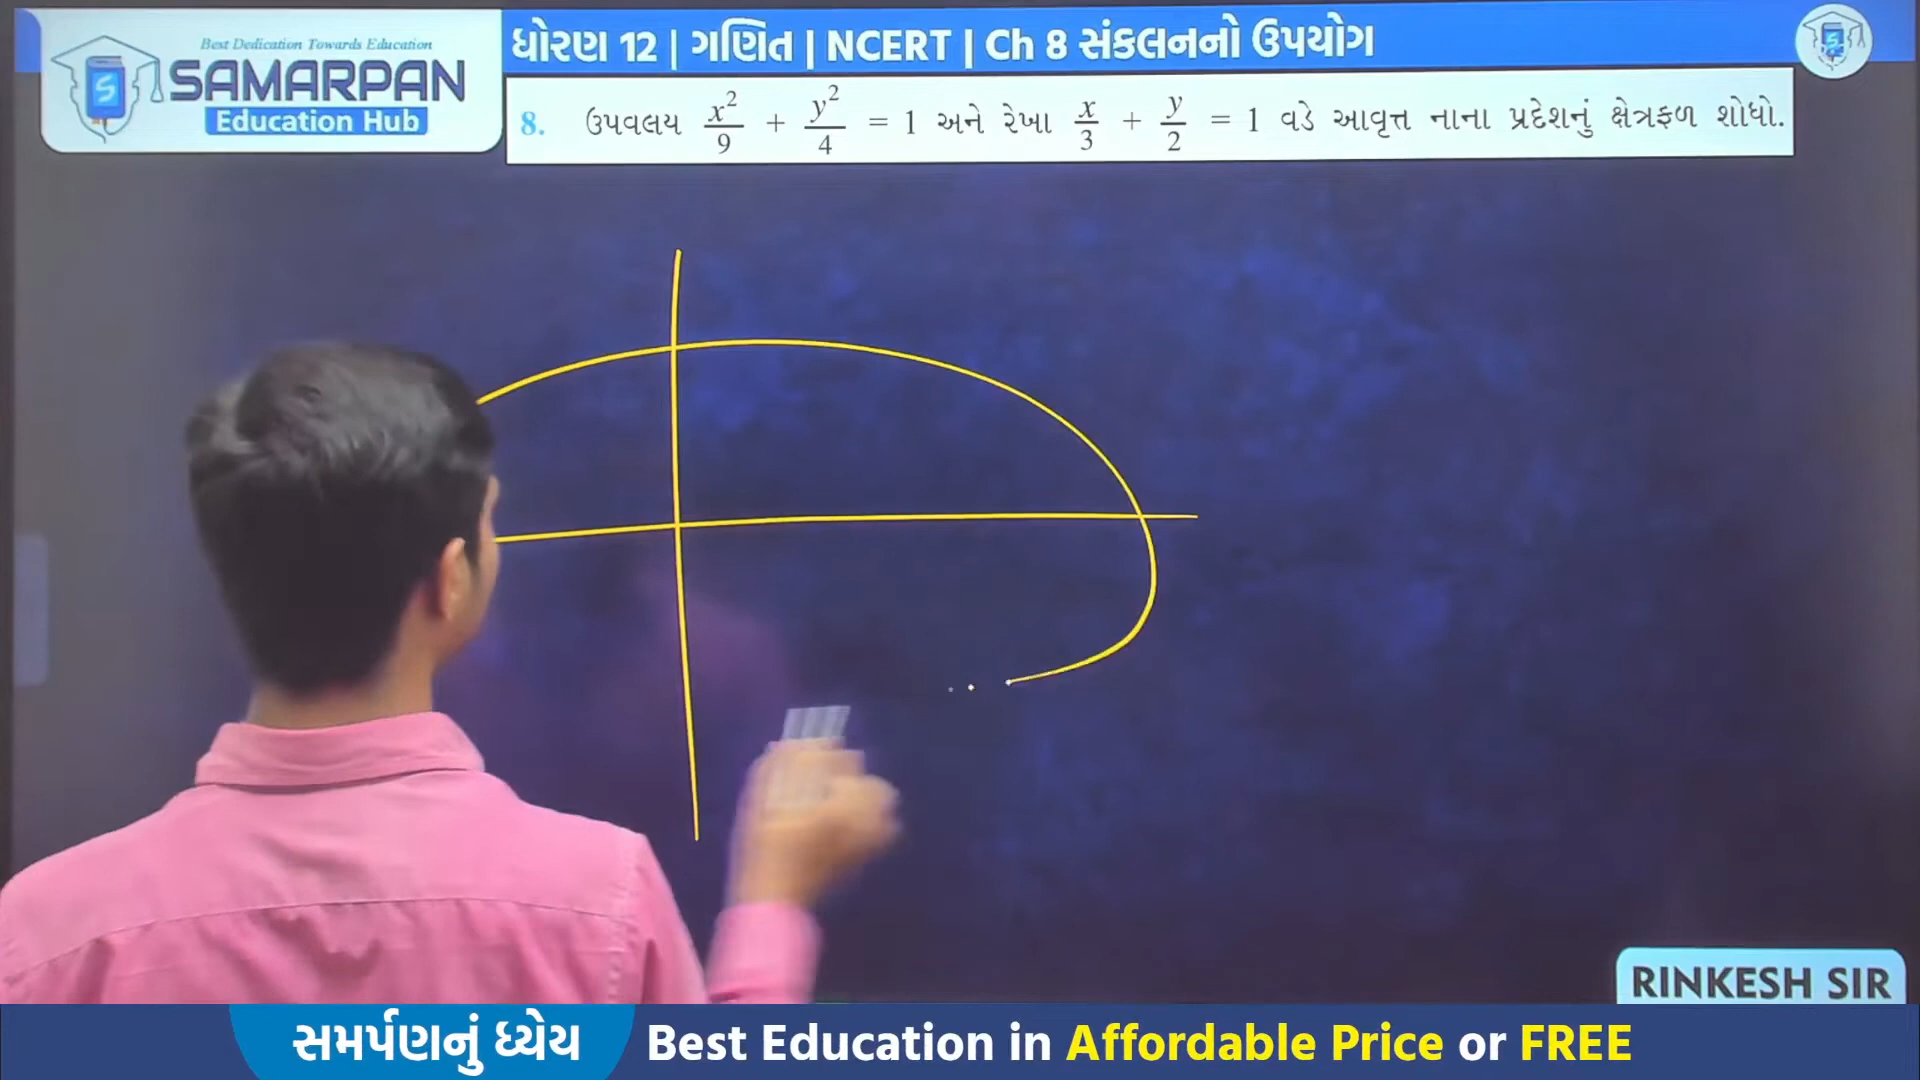 Best Dedication Towards Education
SAMARPAN
Education Hub
ધોરણ 12 | ગણિત | NCERT | Ch 8 સંકલનનો ઉપયોગ
8. ઉપવલય x²/9 + y²/4 = 1 અને રેખા x/3 + y/2 = 1 વડે આવૃત્ત નાના પ્રદેશનું ક્ષેત્રફળ શોધો.
RINKESH SIR
સમર્પણનું ધ્યેય Best Education in Affordable Price or FREE